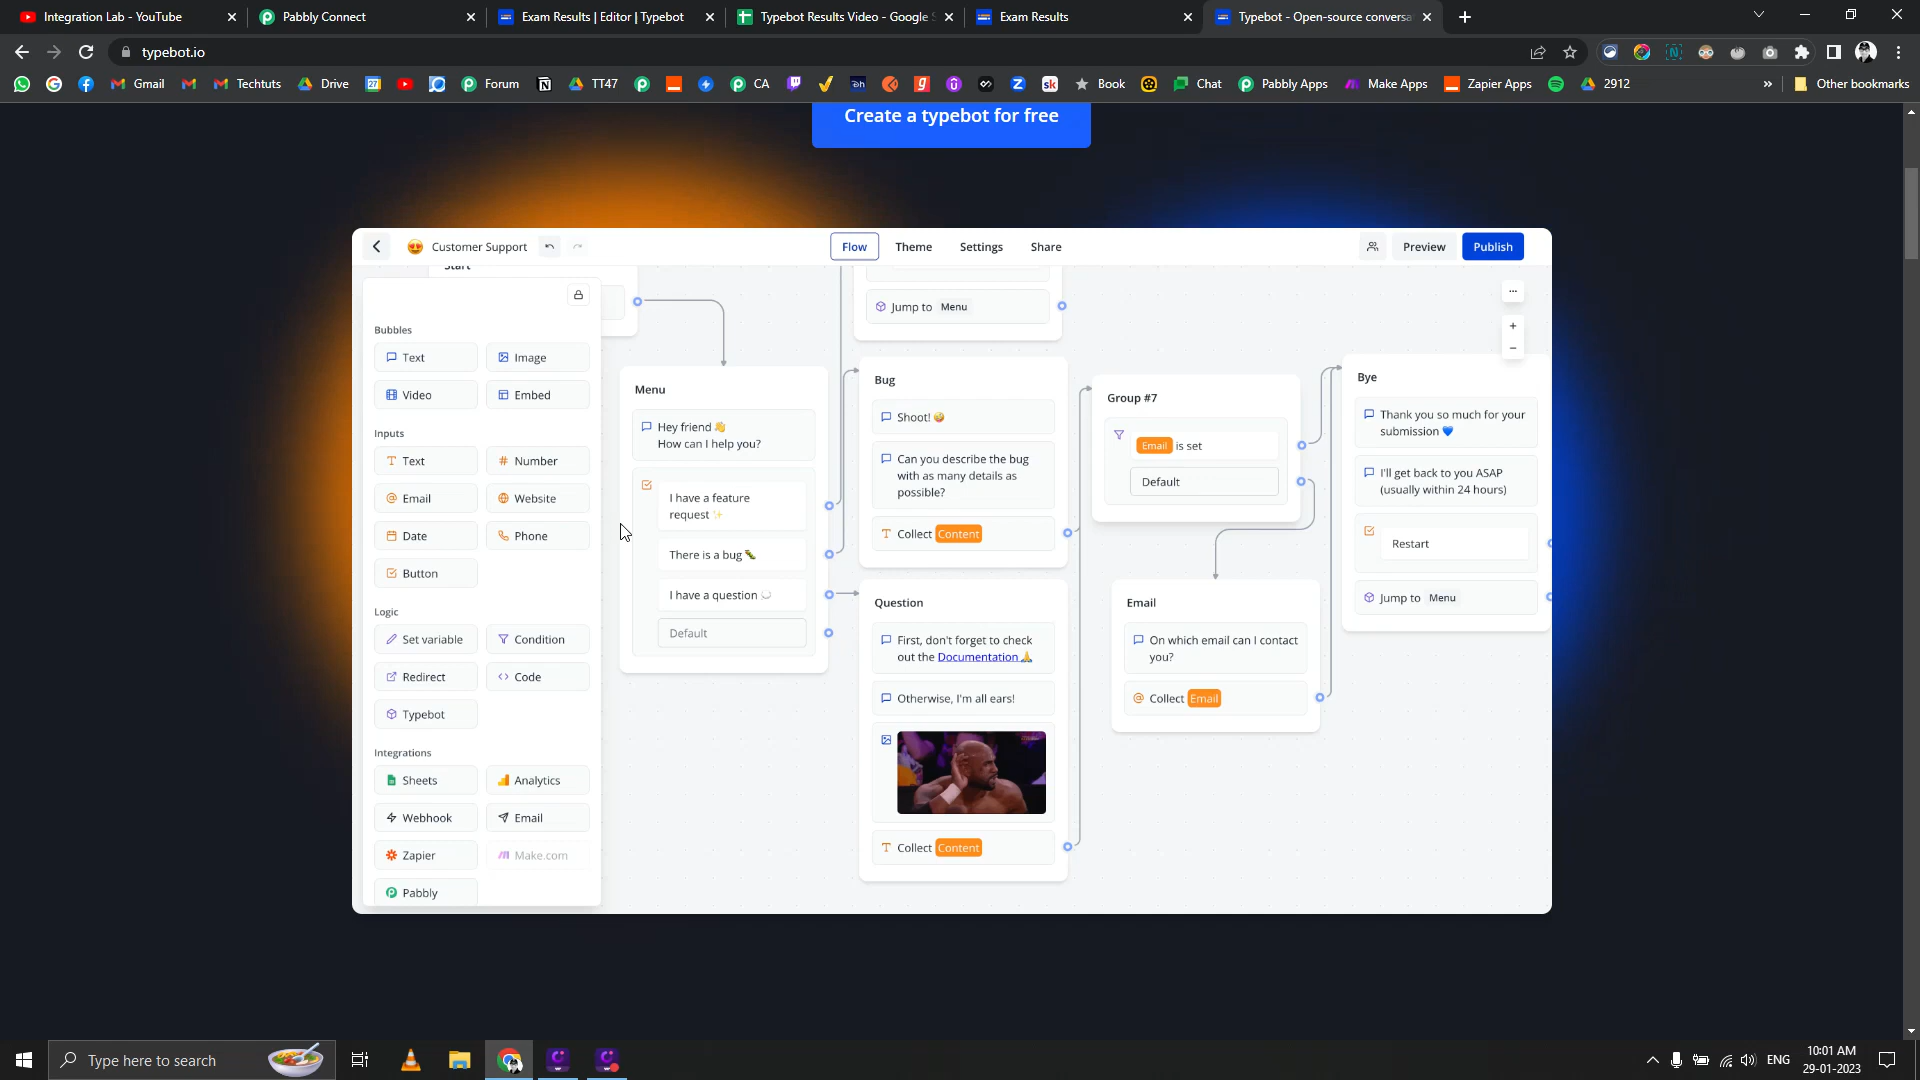 Integration Lab - YouTube
Pabbly Connect
Exam Results | Editor | Typebot
Typebot Results Video - Google S
Exam Results
Typebot - Open-source conversa
typebot.io
Gmail
Techtuts
Drive
27
Forum
TT47
CA
Book
Chat
Pabbly Apps
Make Apps
Zapier Apps
2912
Other bookmarks
Create a typebot for free
Customer Support
Flow
Theme
Settings
Share
Preview
Publish
Start
Bubbles
Text
Image
Video
Embed
Inputs
Text
Number
Email
Website
Date
Phone
Button
Logic
Set variable
Condition
Redirect
Code
Typebot
Integrations
Sheets
Analytics
Webhook
Email
Zapier
Make.com
Pabbly
Menu
Hey friend 👋
How can I help you?
I have a feature
request ✨
There is a bug 🐛
I have a question 💭
Default
Jump to Menu
Bug
Shoot! 🤪
Can you describe the bug
with as many details as
possible?
Collect Content
Question
First, don't forget to check
out the Documentation 🙏
Otherwise, I'm all ears!
Collect Content
Group #7
Email is set
Default
Email
On which email can I contact
you?
Collect Email
Bye
Thank you so much for your
submission 💙
I'll get back to you ASAP
(usually within 24 hours)
Restart
Jump to Menu
Type here to search
ENG
10:01 AM
29-01-2023